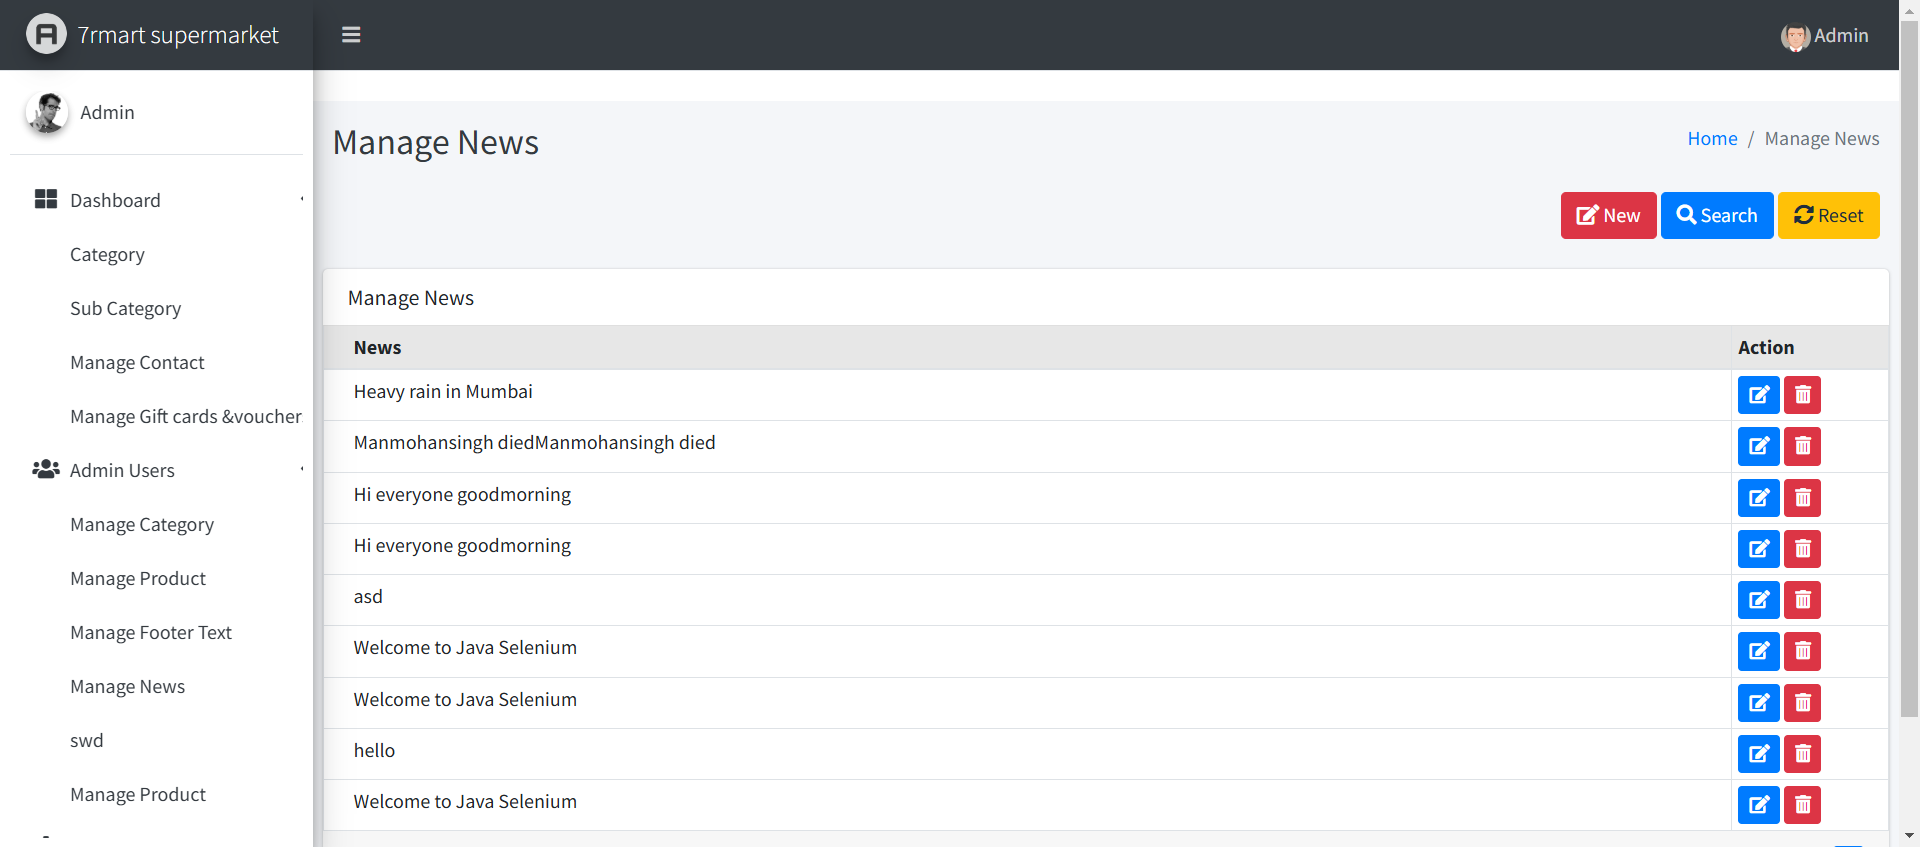 7rmart supermarket
Admin
Admin
Manage News
Home / Manage News
New
Search
Reset
Dashboard
Category
Sub Category
Manage Contact
Manage Gift cards &voucher
Admin Users
Manage Category
Manage Product
Manage Footer Text
Manage News
swd
Manage Product
Manage News
News Action
Heavy rain in Mumbai
Manmohansingh diedManmohansingh died
Hi everyone goodmorning
Hi everyone goodmorning
asd
Welcome to Java Selenium
Welcome to Java Selenium
hello
Welcome to Java Selenium